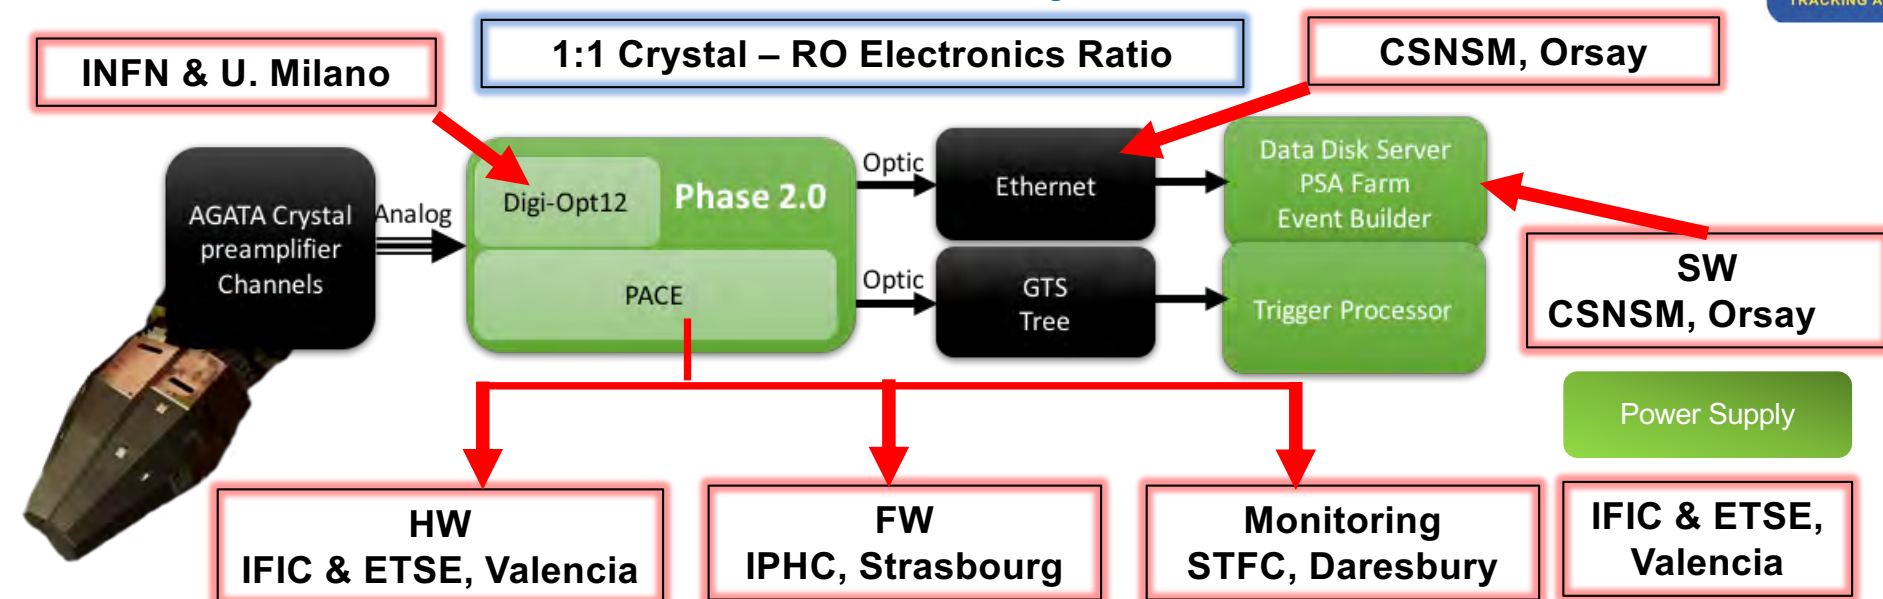 TRACKING A
INFN & U. Milano
1:1 Crystal – RO Electronics Ratio
CSNSM, Orsay
AGATA Crystal
preamplifier
Channels
Analog
Digi-Opt12
Phase 2.0
PACE
Optic
Optic
Ethernet
GTS
Tree
Data Disk Server
PSA Farm
Event Builder
Trigger Processor
SW
CSNSM, Orsay
Power Supply
HW
IFIC & ETSE, Valencia
FW
IPHC, Strasbourg
Monitoring
STFC, Daresbury
IFIC & ETSE,
Valencia